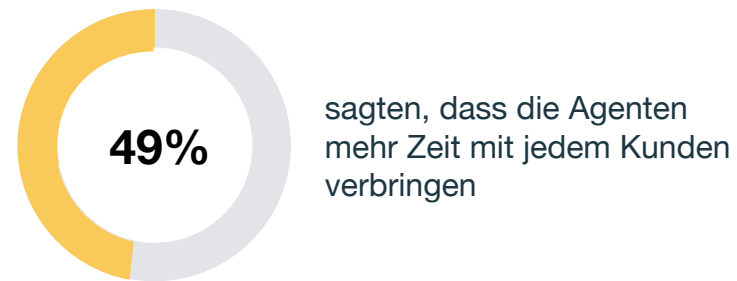 49%
sagten, dass die Agenten
mehr Zeit mit jedem Kunden
verbringen